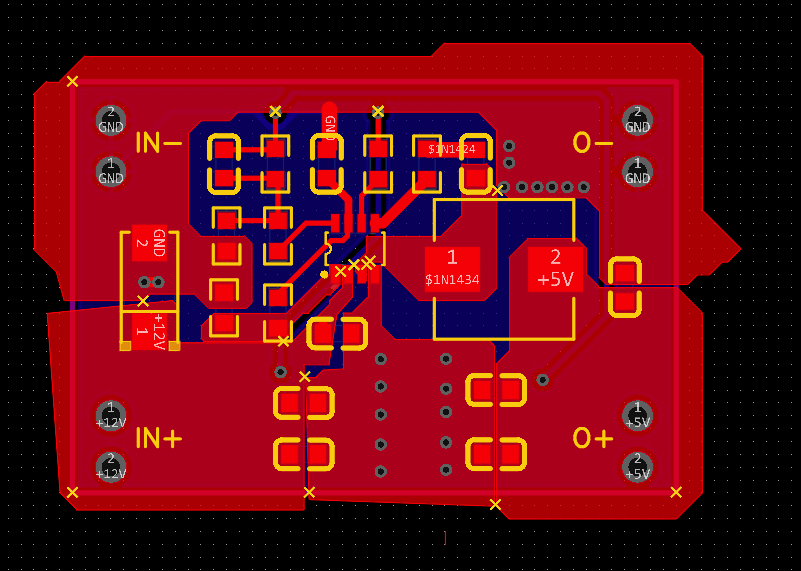 2
GND
1
GND
IN-
GND
$1N1424
O-
2
GND
1
GND
2
GND
1
+12V
1
$1N1434
2
+5V
1
+12V
2
+12V
IN+
O+
1
+5V
2
+5V